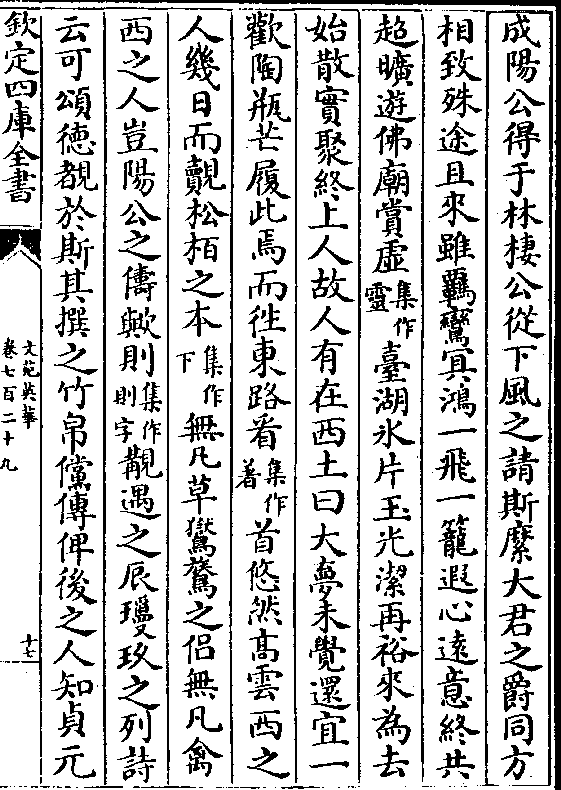 成陽公得于林棲公從下風之請斯縻大君之爵同方
相致殊途且來雖羈鸞冥鴻一飛一籠遐心遠意終共
超曠遊佛廟賞虛集作靈臺湖氷片玉光潔再裕來為去
始散實聚終上人故人有在西土曰大夢未覺還宜一
歡陶瓶芒履此焉而徃東路看集作著首悠然高雲西之
人幾日而覿松栢之本集作下無凡草鸑鷟之侣無凡禽
西之人豈陽公之儔歟則集作則字覯遇之辰瓊玖之列詩
云可頌徳覩於斯其撰之竹帛儻傳俾後之人知貞元
欽定四庫全書
文苑英華
卷七百二十九
十七